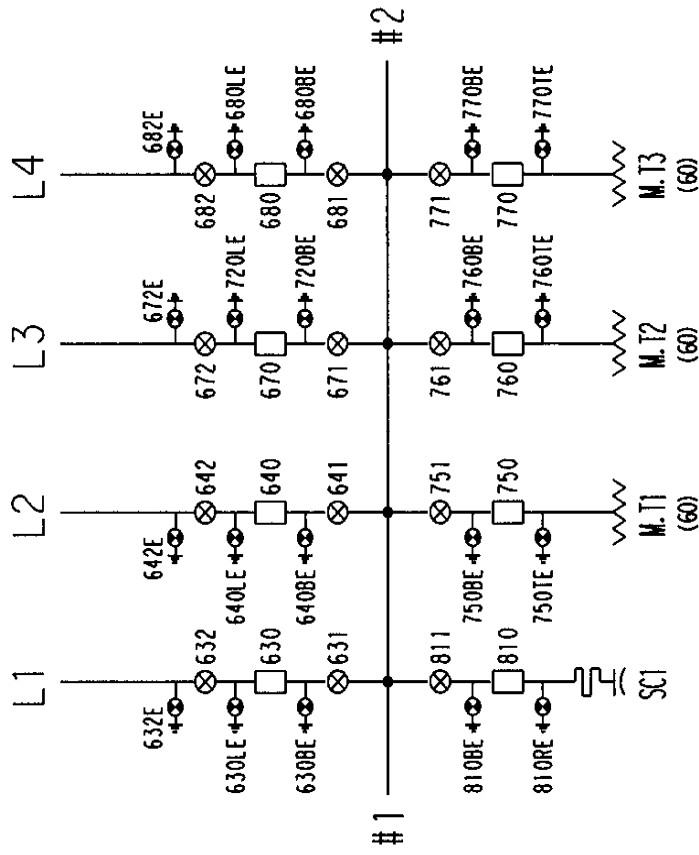 L1
L2
L3
L4
632E
642E
672E
682E
632
642
672
682
630LE
640LE
720LE
680LE
630
640
670
680
630BE
640BE
720BE
680BE
631
641
671
681
#1
#2
811
751
761
771
810BE
750BE
760BE
770BE
810
750
760
770
810RE
750TE
760TE
770TE
SC1
M.T1
M.T2
M.T3
(60)
(60)
(60)